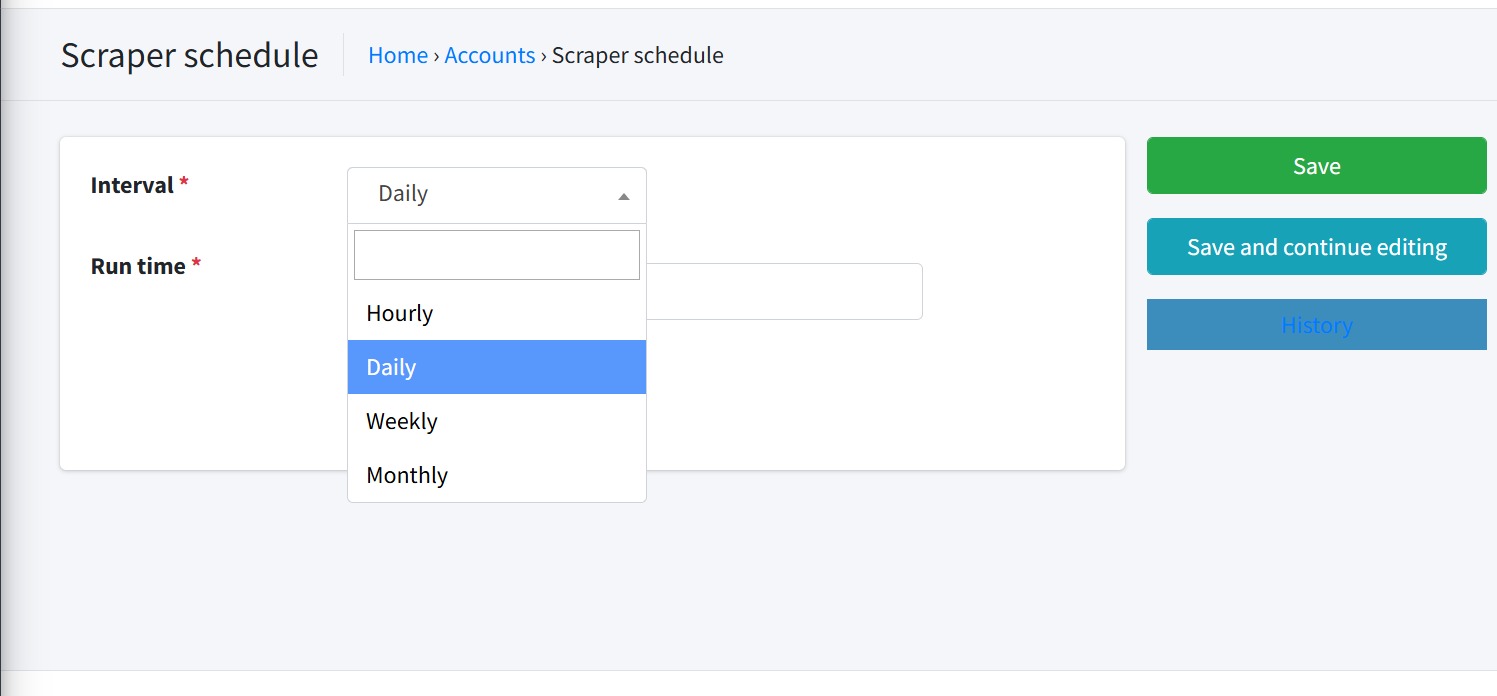 Scraper schedule
Home › Accounts › Scraper schedule
Interval *
Daily
Save
Save and continue editing
Run time *
Hourly
History
Daily
Weekly
Monthly